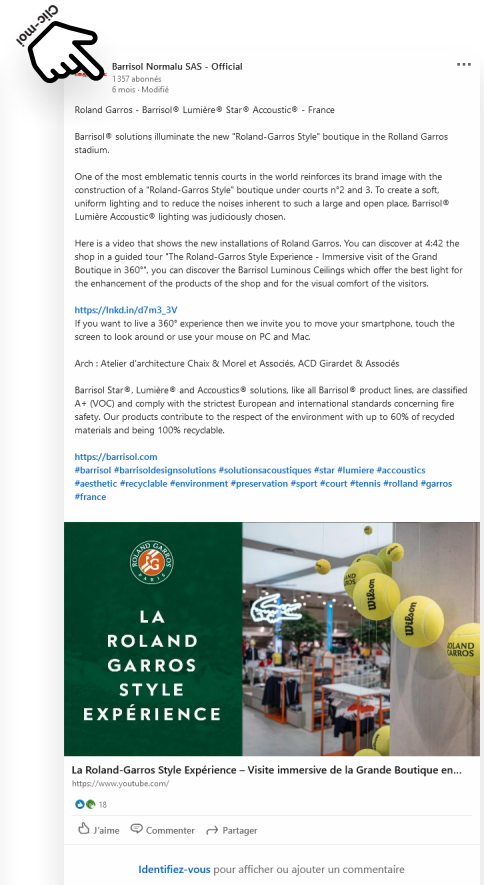 Clic-moi
Barrisol Normalu SAS - Official
1 357 abonnés
6 mois · Modifié
Roland Garros - Barrisol® Lumière® Star® Accoustic® - France
Barrisol® solutions illuminate the new "Roland-Garros Style" boutique in the Rolland Garros
stadium.
One of the most emblematic tennis courts in the world reinforces its brand image with the
construction of a "Roland-Garros Style" boutique under courts n°2 and 3. To create a soft,
uniform lighting and to reduce the noises inherent to such a large and open place, Barrisol®
Lumière Accoustic® lighting was judiciously chosen.
Here is a video that shows the new installations of Roland Garros. You can discover at 4:42 the
shop in a guided tour "The Roland-Garros Style Experience - Immersive visit of the Grand
Boutique in 360°", you can discover the Barrisol Luminous Ceilings which offer the best light for
the enhancement of the products of the shop and for the visual comfort of the visitors.
https://lnkd.in/d7m3_3V
If you want to live a 360° experience then we invite you to move your smartphone, touch the
screen to look around or use your mouse on PC and Mac.
Arch : Atelier d'architecture Chaix & Morel et Associés, ACD Girardet & Associés
Barrisol Star®, Lumière® and Accoustics® solutions, like all Barrisol® product lines, are classified
A+ (VOC) and comply with the strictest European and international standards concerning fire
safety. Our products contribute to the respect of the environment with up to 60% of recycled
materials and being 100% recyclable.
https://barrisol.com
#barrisol #barrisoldesignsolutions #solutionsacoustiques #star #lumiere #accoustics
#aesthetic #recyclable #environment #preservation #sport #court #tennis #rolland #garros
#france
ROLAND GARROS
PARIS
LA
ROLAND
GARROS
STYLE
EXPÉRIENCE
Wilson
Wilson
ROLAND
GARROS
La Roland-Garros Style Expérience – Visite immersive de la Grande Boutique en...
https://www.youtube.com/
18
J'aime Commenter Partager
Identifiez-vous pour afficher ou ajouter un commentaire